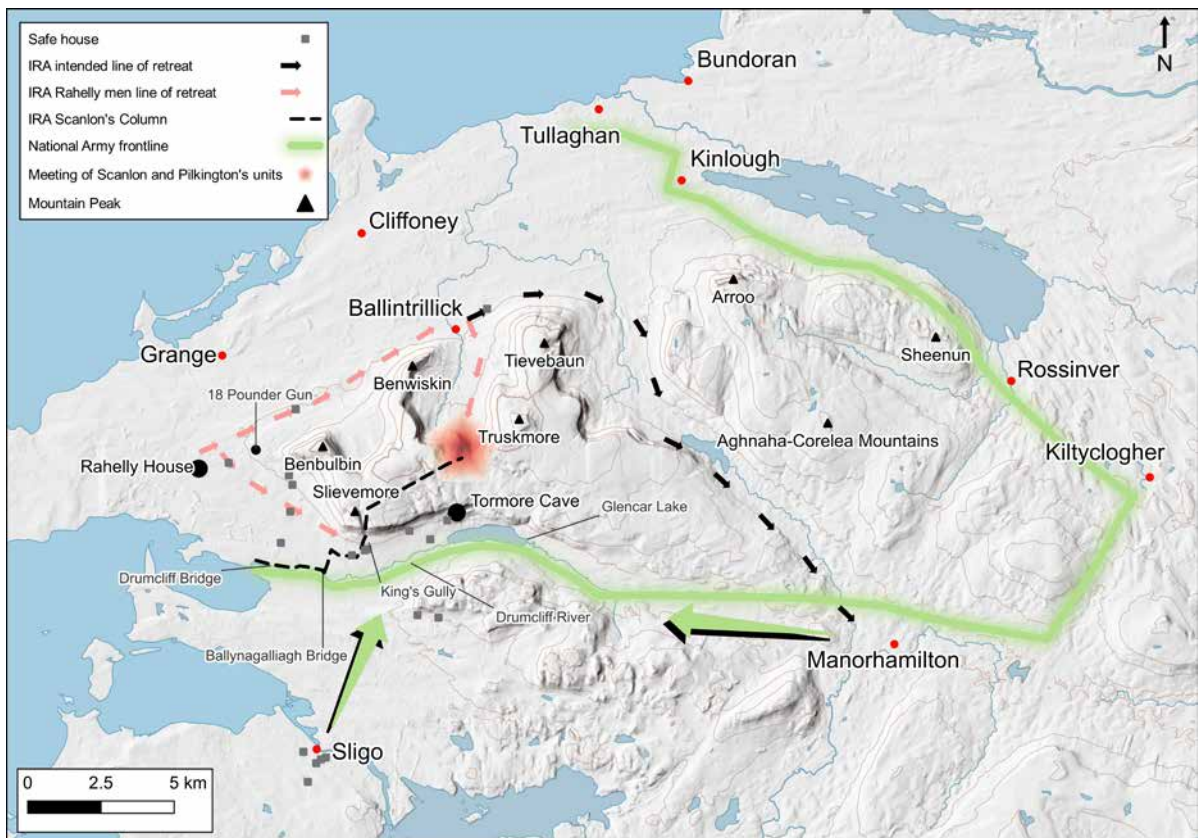 Safe house
IRA intended line of retreat
IRA Rahelly men line of retreat
IRA Scanlon's Column
National Army frontline
Meeting of Scanlon and Pilkington's units
Mountain Peak
N
Bundoran
Tullaghan
Kinlough
Cliffoney
Arroo
Ballintrillick
Sheenun
Tievebaun
Grange
Benwiskin
Rossinver
18 Pounder Gun
Truskmore
Aghnaha-Corelea Mountains
Rahelly House
Benbulbin
Kiltyclogher
Slievemore
Tormore Cave
Glencar Lake
Drumcliff Bridge
King's Gully
Drumcliff River
Ballynagalliagh Bridge
Manorhamilton
Sligo
0 2.5 5 km